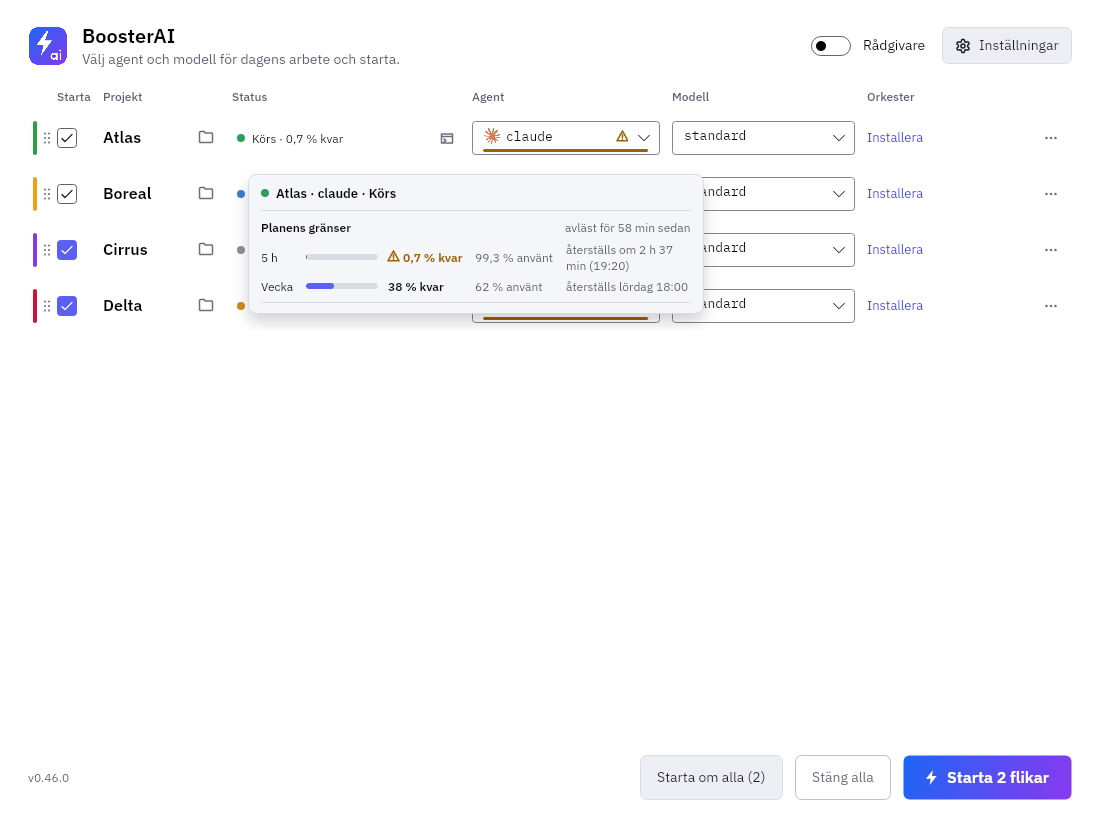 ai
BoosterAI
Välj agent och modell för dagens arbete och starta.
Rådgivare
Inställningar
Starta Projekt Status Agent Modell Orkester
Atlas Körs · 0,7 % kvar claude standard Installera
Boreal andard Installera
Atlas · claude · Körs
Planens gränser avläst för 58 min sedan
5 h 0,7 % kvar 99,3 % använt återställs om 2 h 37
min (19:20)
Cirrus andard Installera
Vecka 38 % kvar 62 % använt återställs lördag 18:00
Delta andard Installera
v0.46.0
Starta om alla (2)
Stäng alla
Starta 2 flikar